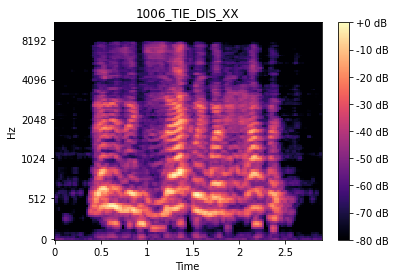 1006_TIE_DIS_XX
+0 dB
8192
-10 dB
4096
-20 dB
-30 dB
2048
-40 dB
Hz
1024
-50 dB
512
-60 dB
-70 dB
0
-80 dB
0 0.5 1 1.5 2 2.5
Time